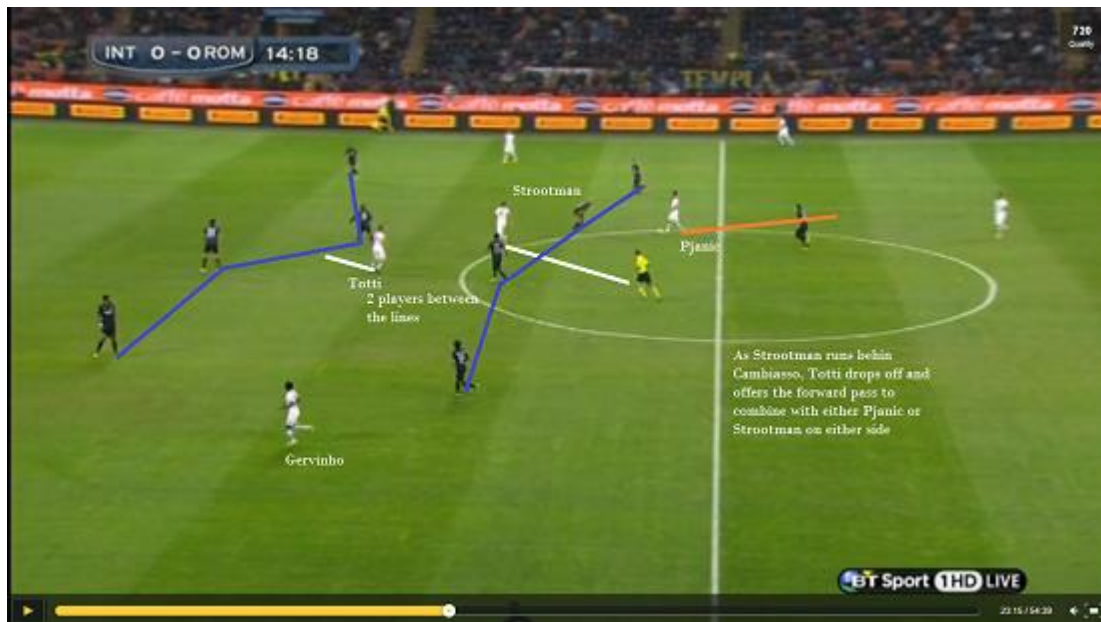 720
Quality
INT 0 - 0 ROM 14:18
TEMPLA
Strootman
Pjanic
Totti
2 players between
the lines
As Strootman runs behin
Cambiasso, Totti drops off and
offers the forward pass to
combine with either Pjanic or
Strootman on either side
Gervinho
BT Sport 1HD LIVE
23:15 / 54:39